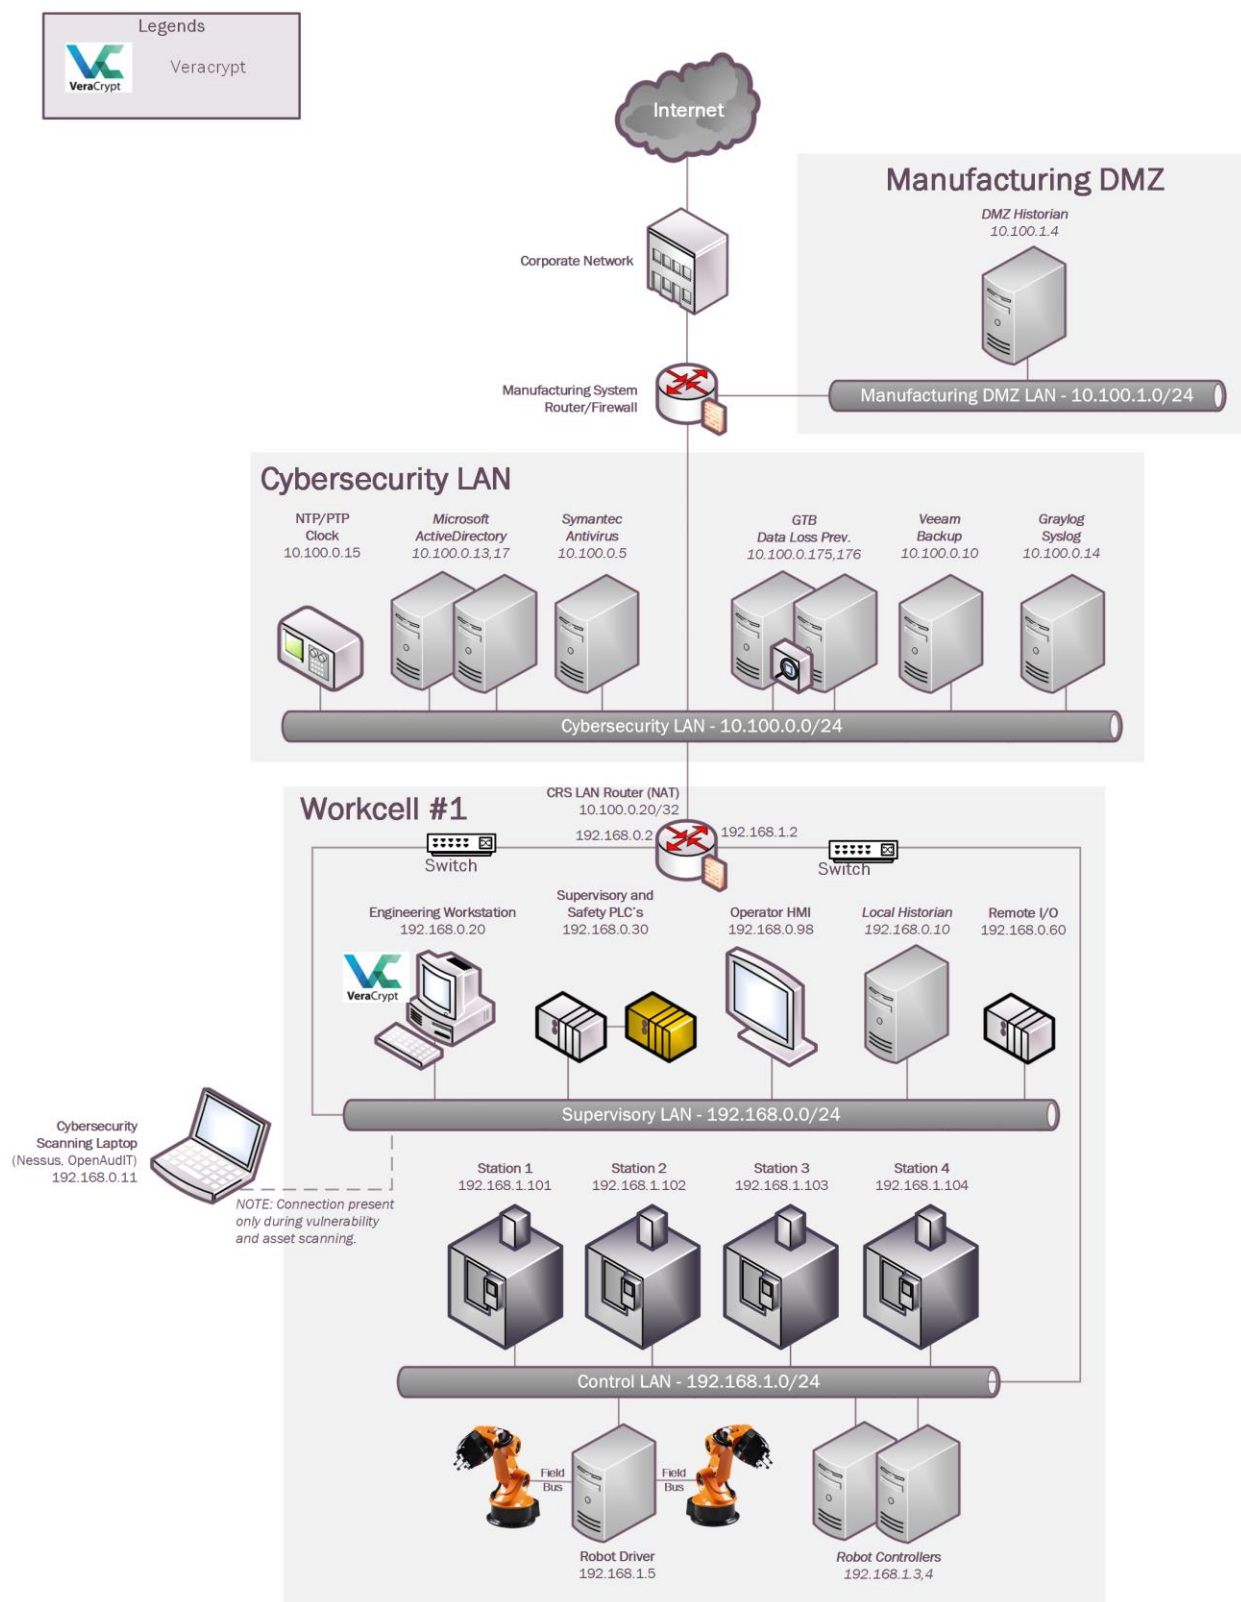 Legends
VeraCrypt
Veracrypt
Internet
Manufacturing DMZ
DMZ Historian
10.100.1.4
Corporate Network
Manufacturing System
Router/Firewall
Manufacturing DMZ LAN - 10.100.1.0/24
Cybersecurity LAN
NTP/PTP
Clock
10.100.0.15
Microsoft
ActiveDirectory
10.100.0.13,17
Symantec
Antivirus
10.100.0.5
GTB
Data Loss Prev.
10.100.0.175,176
Veeam
Backup
10.100.0.10
Graylog
Syslog
10.100.0.14
Cybersecurity LAN - 10.100.0.0/24
Workcell #1
CRS LAN Router (NAT)
10.100.0.20/32
192.168.0.2
192.168.1.2
Switch
Switch
Engineering Workstation
192.168.0.20
Supervisory and
Safety PLC's
192.168.0.30
Operator HMI
192.168.0.98
Local Historian
192.168.0.10
Remote I/O
192.168.0.60
VeraCrypt
Supervisory LAN - 192.168.0.0/24
Cybersecurity
Scanning Laptop
(Nessus, OpenAudIT)
192.168.0.11
NOTE: Connection present
only during vulnerability
and asset scanning.
Station 1
192.168.1.101
Station 2
192.168.1.102
Station 3
192.168.1.103
Station 4
192.168.1.104
Control LAN - 192.168.1.0/24
Field
Bus
Field
Bus
Robot Driver
192.168.1.5
Robot Controllers
192.168.1.3,4